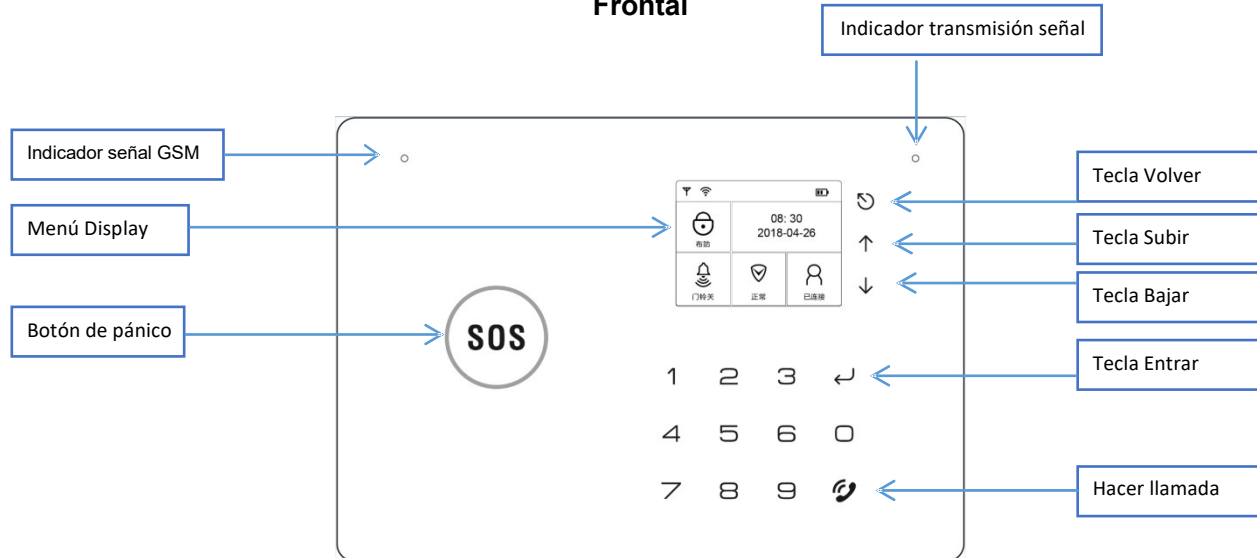 Frontal
Indicador transmisión señal
Indicador señal GSM
Tecla Volver
08: 30
2018-04-26
Menú Display
布防
Tecla Subir
门铃关
正常
已连接
Tecla Bajar
Botón de pánico
SOS
Tecla Entrar
1 2 3
4 5 6 0
7 8 9
Hacer llamada